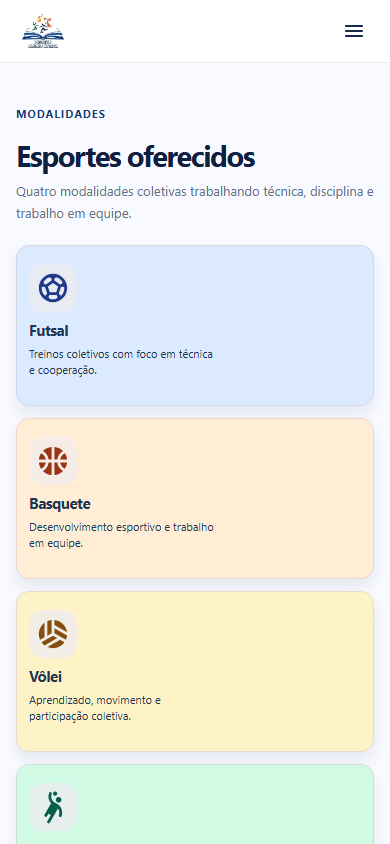 MODALIDADES
Esportes oferecidos
Quatro modalidades coletivas trabalhando técnica, disciplina e
trabalho em equipe.
Futsal
Treinos coletivos com foco em técnica
e cooperação.
Basquete
Desenvolvimento esportivo e trabalho
em equipe.
Vôlei
Aprendizado, movimento e
participação coletiva.